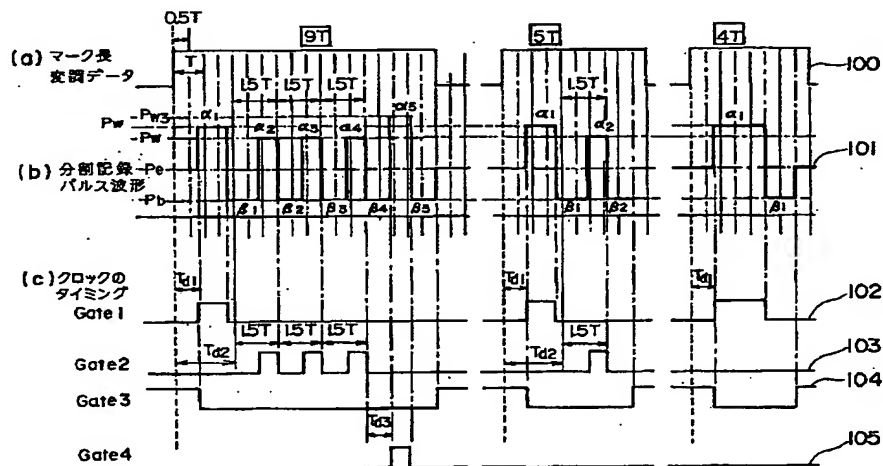 0.5T
(a) マーク長
変調データ
9T
5T
4T
100
T
1.5T 1.5T 1.5T
1.5T
Pw3
Pw
Pw
α1 α2 α3 α4 α5
α1 α2
α1
(b) 分割記録
パルス波形
Pe
Pb
101
β1 β2 β3 β4 β5
β1 β2
β1
(c) クロックの
タイミング
Td1
Td1
Td1
Gate1
102
1.5T 1.5T 1.5T
1.5T
Td2
Td2
Gate2
103
Gate3
104
Td3
Gate4
105